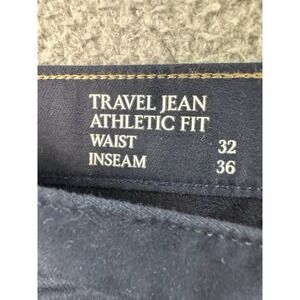 TRAVEL JEAN
ATHLETIC FIT
WAIST 32
INSEAM 36